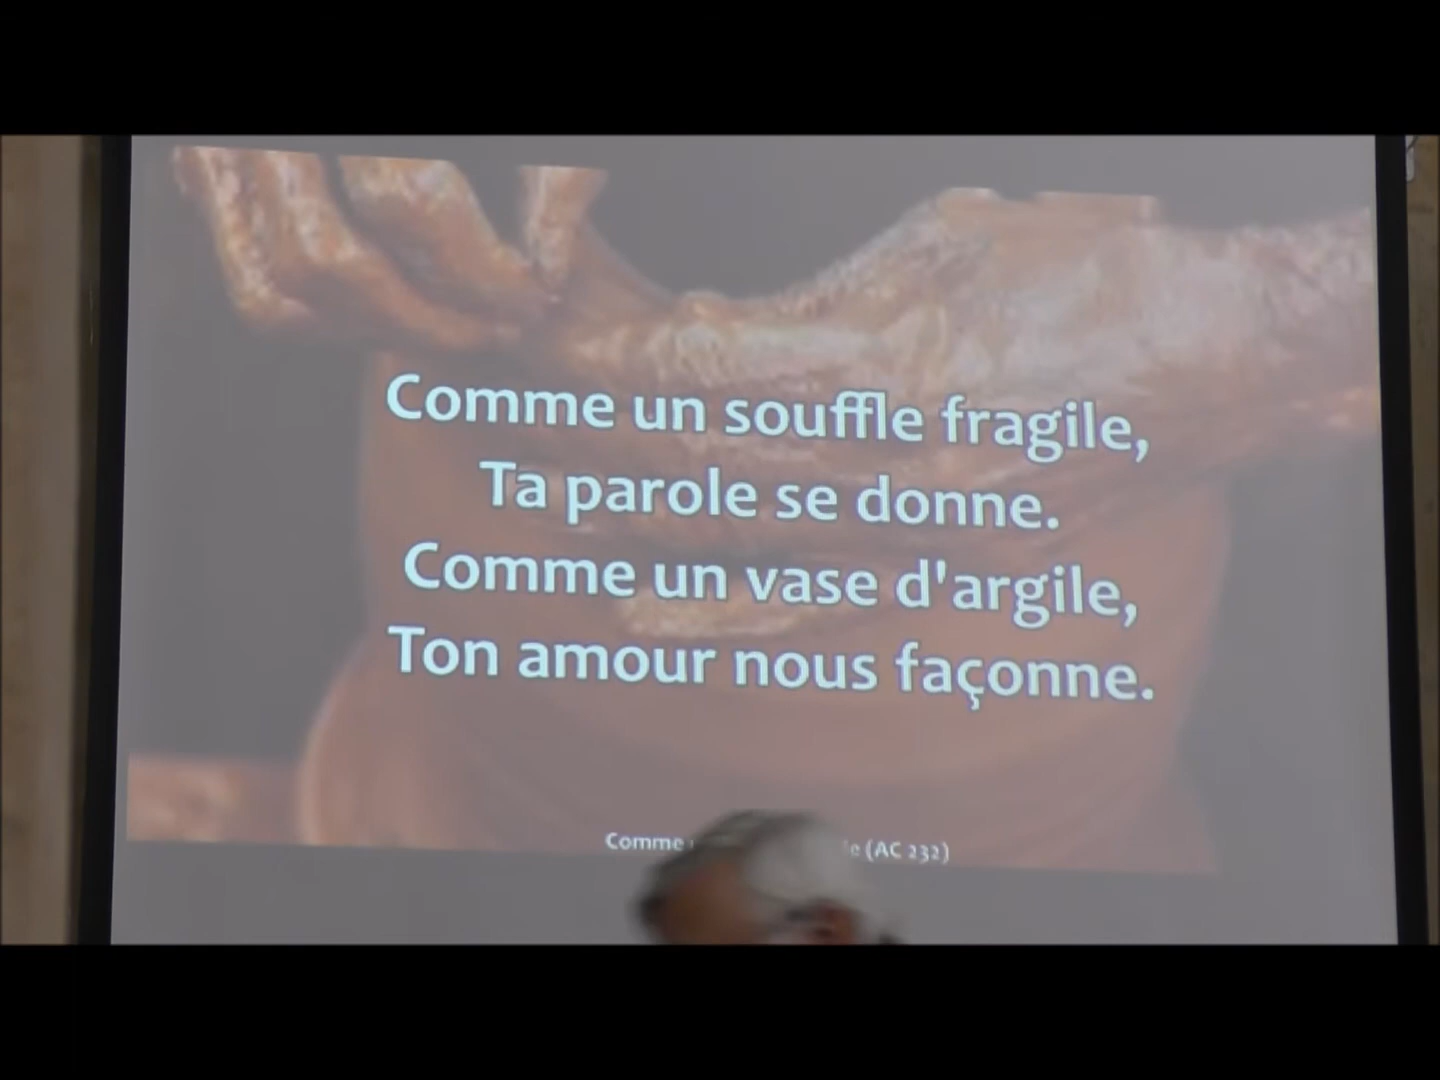 Comme un souffle fragile,
Ta parole se donne.
Comme un vase d'argile,
Ton amour nous façonne.
Comme (AC 232)